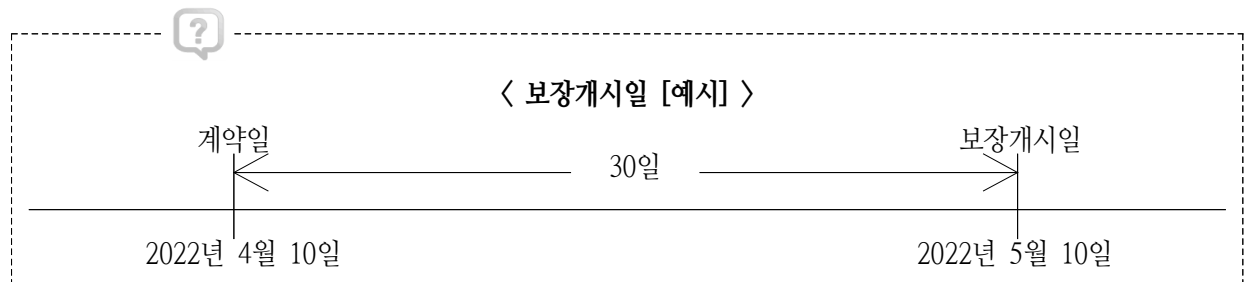 ?
< 보장개시일 [예시] >
계약일 보장개시일
30일
2022년 4월 10일 2022년 5월 10일